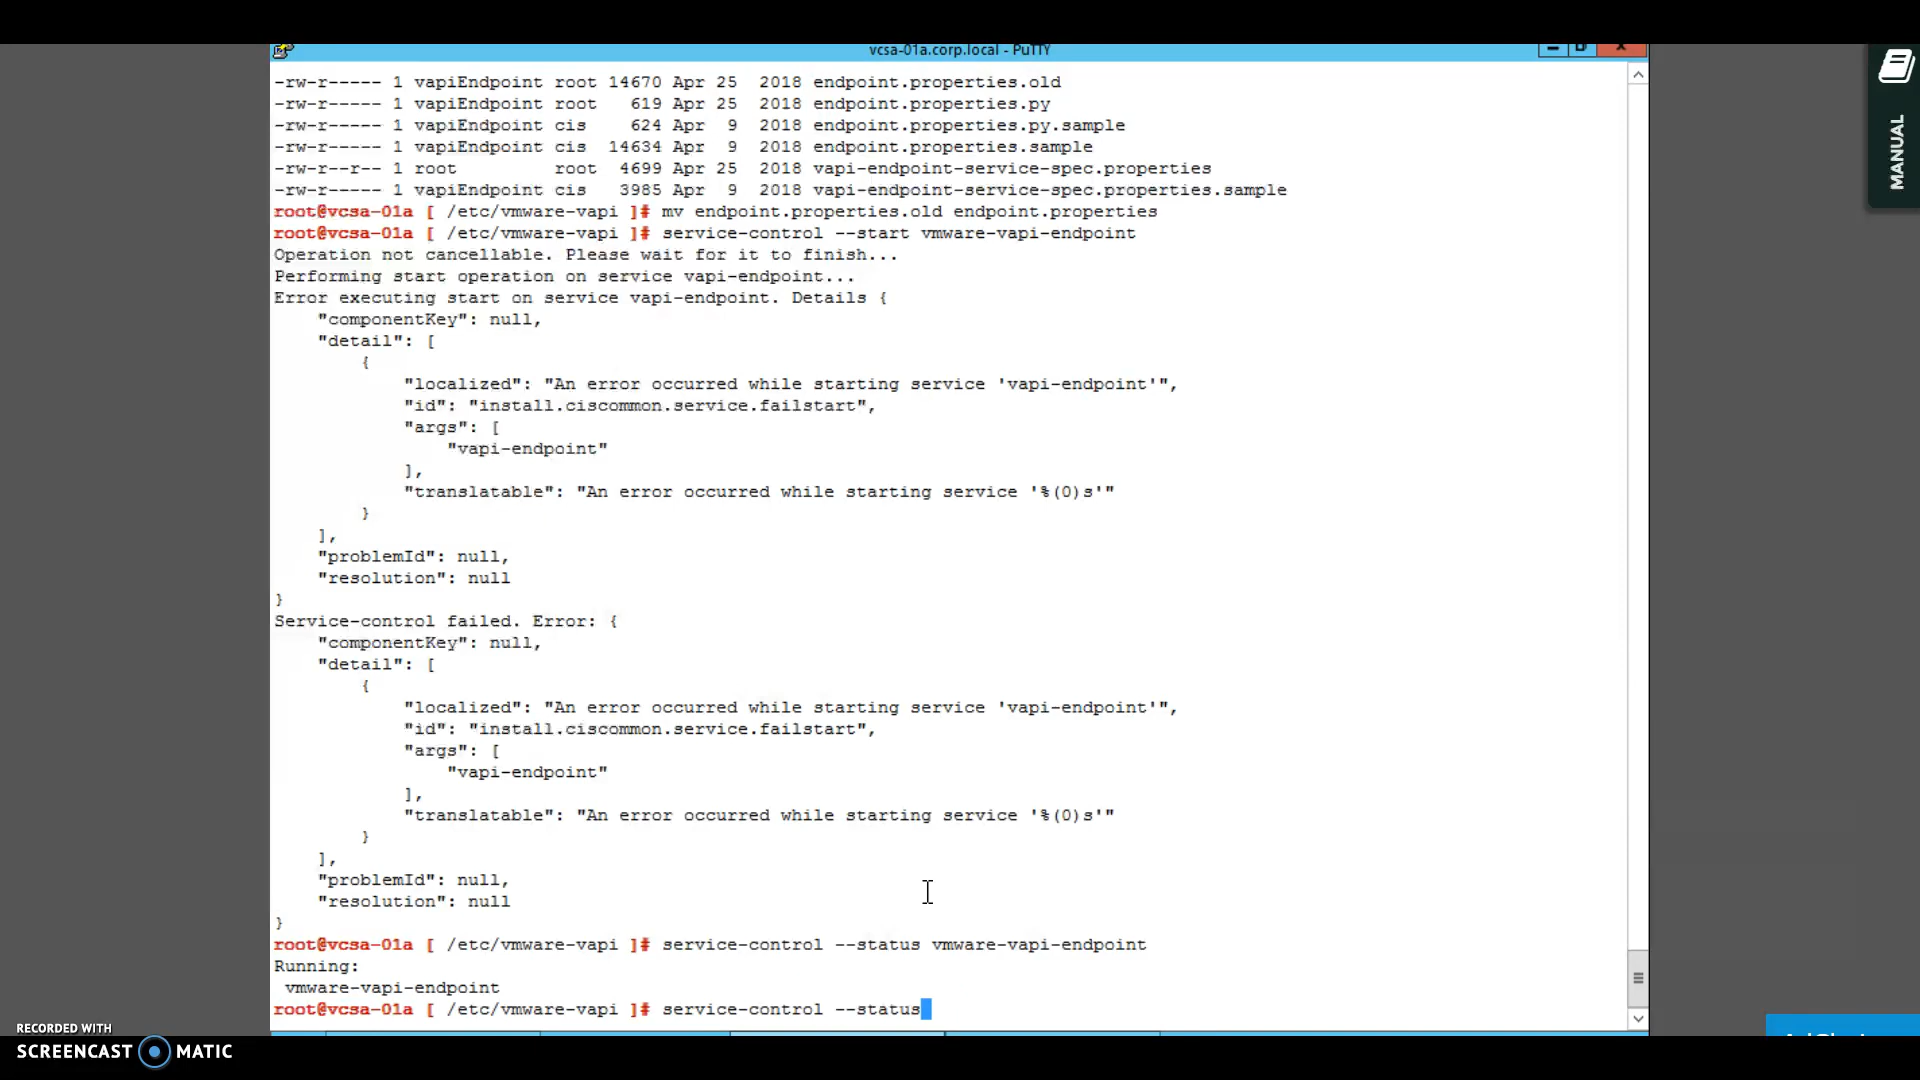 vcsa-01a.corp.local - PuTTY
-rw-r----- 1 vapiEndpoint root 14670 Apr 25  2018 endpoint.properties.old
-rw-r----- 1 vapiEndpoint root   619 Apr 25  2018 endpoint.properties.py
-rw-r----- 1 vapiEndpoint cis    624 Apr  9  2018 endpoint.properties.py.sample
-rw-r----- 1 vapiEndpoint cis  14634 Apr  9  2018 endpoint.properties.sample
-rw-r--r-- 1 root         root  4699 Apr 25  2018 vapi-endpoint-service-spec.properties
-rw-r----- 1 vapiEndpoint cis   3985 Apr  9  2018 vapi-endpoint-service-spec.properties.sample
root@vcsa-01a [ /etc/vmware-vapi ]# mv endpoint.properties.old endpoint.properties
root@vcsa-01a [ /etc/vmware-vapi ]# service-control --start vmware-vapi-endpoint
Operation not cancellable. Please wait for it to finish...
Performing start operation on service vapi-endpoint...
Error executing start on service vapi-endpoint. Details {
    "componentKey": null,
    "detail": [
        {
            "localized": "An error occurred while starting service 'vapi-endpoint'",
            "id": "install.ciscommon.service.failstart",
            "args": [
                "vapi-endpoint"
            ],
            "translatable": "An error occurred while starting service '%(0)s'"
        }
    ],
    "problemId": null,
    "resolution": null
}
Service-control failed. Error: {
    "componentKey": null,
    "detail": [
        {
            "localized": "An error occurred while starting service 'vapi-endpoint'",
            "id": "install.ciscommon.service.failstart",
            "args": [
                "vapi-endpoint"
            ],
            "translatable": "An error occurred while starting service '%(0)s'"
        }
    ],
    "problemId": null,
    "resolution": null
}
root@vcsa-01a [ /etc/vmware-vapi ]# service-control --status vmware-vapi-endpoint
Running:
 vmware-vapi-endpoint
root@vcsa-01a [ /etc/vmware-vapi ]# service-control --status
MANUAL
RECORDED WITH
SCREENCAST MATIC